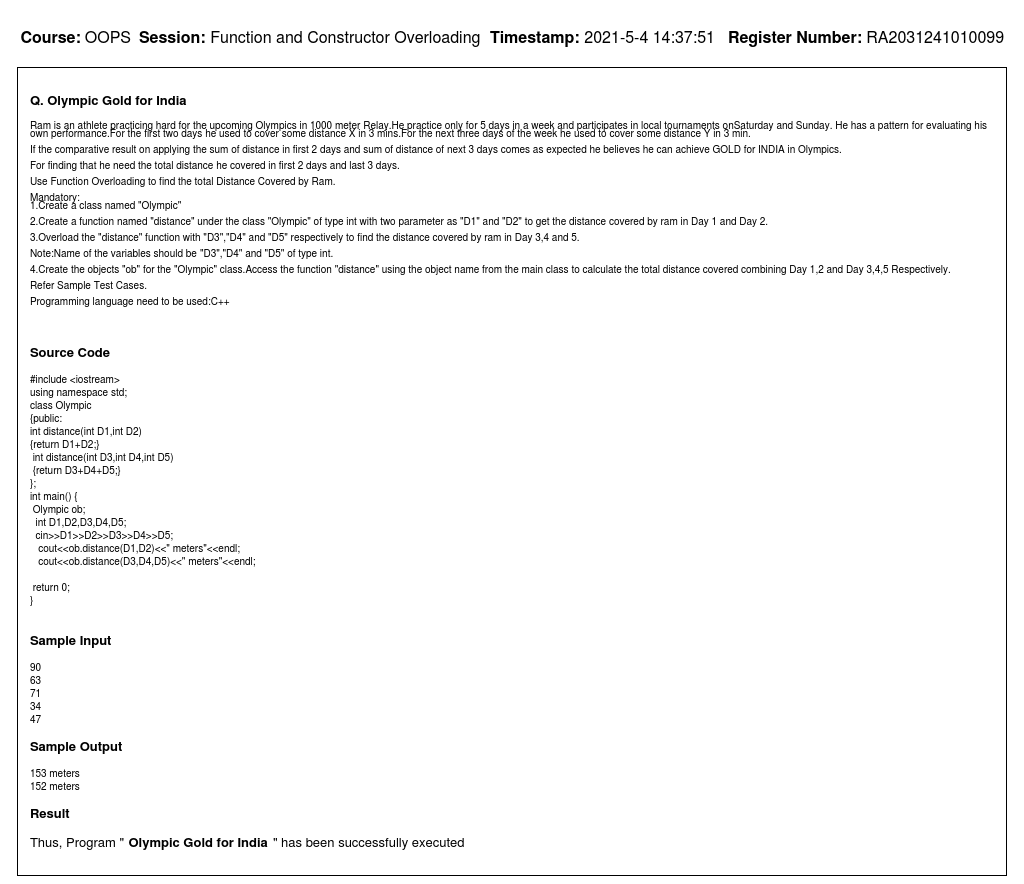 Course: OOPS Session: Function and Constructor Overloading Timestamp: 2021-5-4 14:37:51 Register Number: RA2031241010099
Q. Olympic Gold for India
Ram is an athlete practicing hard for the upcoming Olympics in 1000 meter Relay.He practice only for 5 days in a week and participates in local tournaments onSaturday and Sunday. He has a pattern for evaluating his
own performance.For the first two days he used to cover some distance X in 3 mins.For the next three days of the week he used to cover some distance Y in 3 min.
If the comparative result on applying the sum of distance in first 2 days and sum of distance of next 3 days comes as expected he believes he can achieve GOLD for INDIA in Olympics.
For finding that he need the total distance he covered in first 2 days and last 3 days.
Use Function Overloading to find the total Distance Covered by Ram.
Mandatory:
1.Create a class named "Olympic"
2.Create a function named "distance" under the class "Olympic" of type int with two parameter as "D1" and "D2" to get the distance covered by ram in Day 1 and Day 2.
3.Overload the "distance" function with "D3","D4" and "D5" respectively to find the distance covered by ram in Day 3,4 and 5.
Note:Name of the variables should be "D3","D4" and "D5" of type int.
4.Create the objects "ob" for the "Olympic" class.Access the function "distance" using the object name from the main class to calculate the total distance covered combining Day 1,2 and Day 3,4,5 Respectively.
Refer Sample Test Cases.
Programming language need to be used:C++
Source Code
#include <iostream>
using namespace std;
class Olympic
{public:
int distance(int D1,int D2)
{return D1+D2;}
int distance(int D3,int D4,int D5)
{return D3+D4+D5;}
};
int main() {
Olympic ob;
int D1,D2,D3,D4,D5;
cin>>D1>>D2>>D3>>D4>>D5;
cout<<ob.distance(D1,D2)<<" meters"<<endl;
cout<<ob.distance(D3,D4,D5)<<" meters"<<endl;
return 0;
}
Sample Input
90
63
71
34
47
Sample Output
153 meters
152 meters
Result
Thus, Program " Olympic Gold for India " has been successfully executed